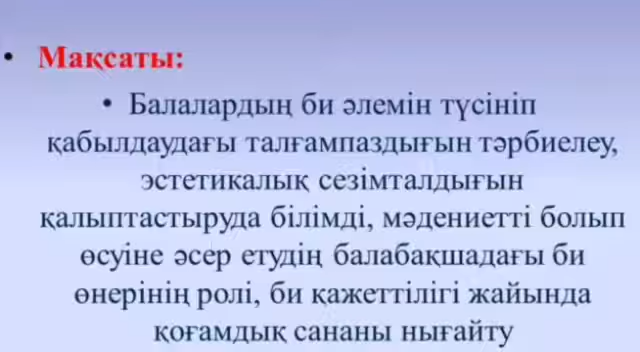 • Мақсаты:
• Балалардың би әлемін түсініп
қабылдаудағы талғампаздығын тәрбиелеу,
эстетикалық сезімталдығын
қалыптастыруда білімді, мәдениетті болып
өсуіне әсер етудің балабақшадағы би
өнерінің ролі, би қажеттілігі жайында
қоғамдық сананы нығайту